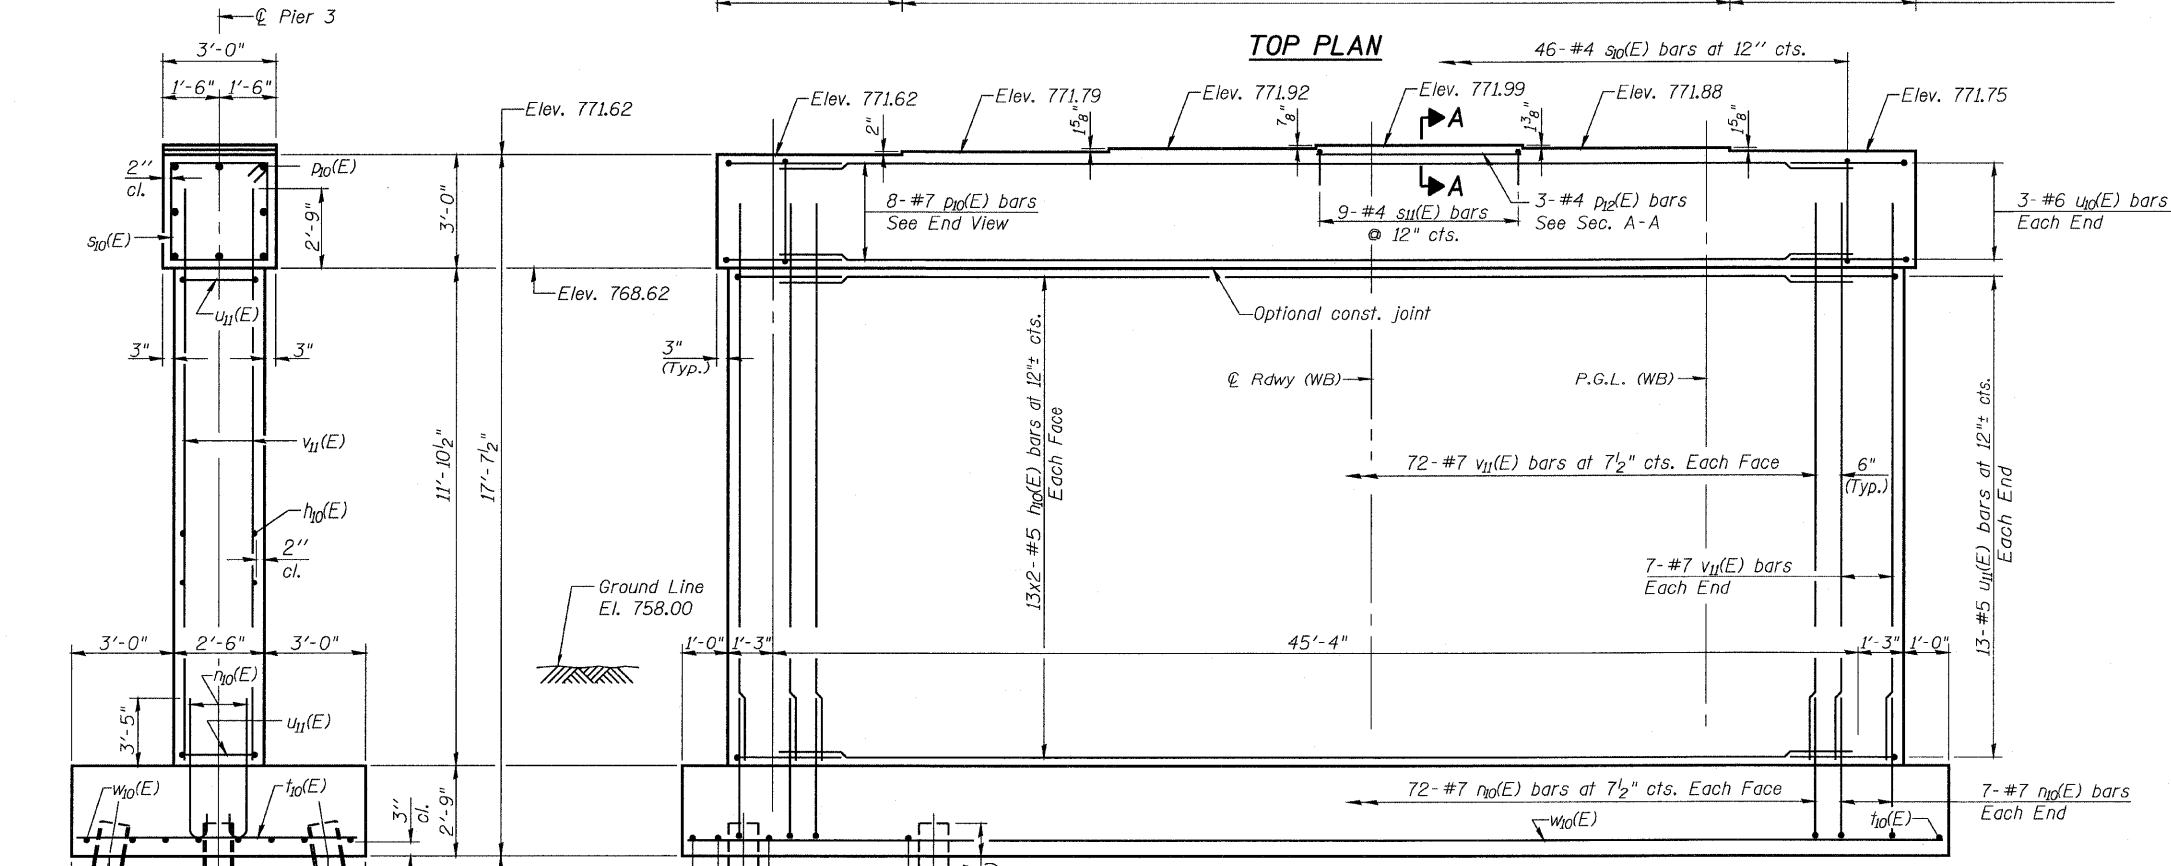 ℄ Pier 3
3'-0"
1'-6" 1'-6"
2"
cl.
p10(E)
2'-9"
s10(E)
u11(E)
3" 3"
v11(E)
h10(E)
2"
cl.
3'-0" 2'-6" 3'-0"
n10(E)
3'-5"
u11(E)
w10(E)
t10(E)
3"
cl.
2'-9"
Elev. 771.62
3'-0"
Elev. 768.62
11'-10½"
17'-7½"
Ground Line
El. 758.00
TOP PLAN
46-#4 s10(E) bars at 12" cts.
Elev. 771.62
2"
Elev. 771.79
1⅝"
Elev. 771.92
⅞"
Elev. 771.99
A
1⅜"
Elev. 771.88
1⅝"
Elev. 771.75
A
8-#7 p10(E) bars
See End View
9-#4 s11(E) bars
@ 12" cts.
3-#4 p12(E) bars
See Sec. A-A
3-#6 u10(E) bars
Each End
Optional const. joint
3"
(Typ.)
13x2-#5 h10(E) bars at 12"± cts.
Each Face
℄ Rdwy (WB)
P.G.L. (WB)
72-#7 v11(E) bars at 7½" cts. Each Face
6"
(Typ.)
7-#7 v11(E) bars
Each End
13-#5 u11(E) bars at 12"± cts.
Each End
1'-0" 1'-3" 45'-4" 1'-3" 1'-0"
72-#7 n10(E) bars at 7½" cts. Each Face
7-#7 n10(E) bars
Each End
w10(E)
t10(E)